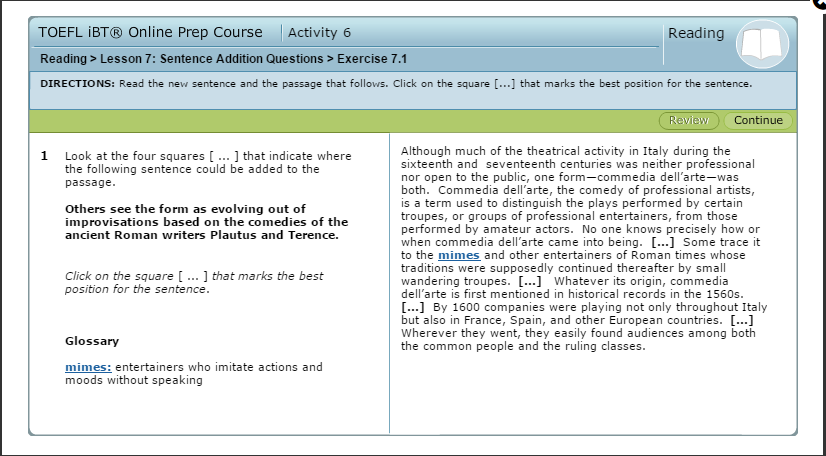 TOEFL iBT® Online Prep Course Activity 6 Reading
Reading > Lesson 7: Sentence Addition Questions > Exercise 7.1
DIRECTIONS: Read the new sentence and the passage that follows. Click on the square [...] that marks the best position for the sentence.
Review Continue
1 Look at the four squares [ ... ] that indicate where
the following sentence could be added to the
passage.
Others see the form as evolving out of
improvisations based on the comedies of the
ancient Roman writers Plautus and Terence.
Click on the square [ ... ] that marks the best
position for the sentence.
Glossary
mimes: entertainers who imitate actions and
moods without speaking
Although much of the theatrical activity in Italy during the
sixteenth and seventeenth centuries was neither professional
nor open to the public, one form—commedia dell'arte—was
both. Commedia dell'arte, the comedy of professional artists,
is a term used to distinguish the plays performed by certain
troupes, or groups of professional entertainers, from those
performed by amateur actors. No one knows precisely how or
when commedia dell'arte came into being. [...] Some trace it
to the mimes and other entertainers of Roman times whose
traditions were supposedly continued thereafter by small
wandering troupes. [...] Whatever its origin, commedia
dell'arte is first mentioned in historical records in the 1560s.
[...] By 1600 companies were playing not only throughout Italy
but also in France, Spain, and other European countries. [...]
Wherever they went, they easily found audiences among both
the common people and the ruling classes.